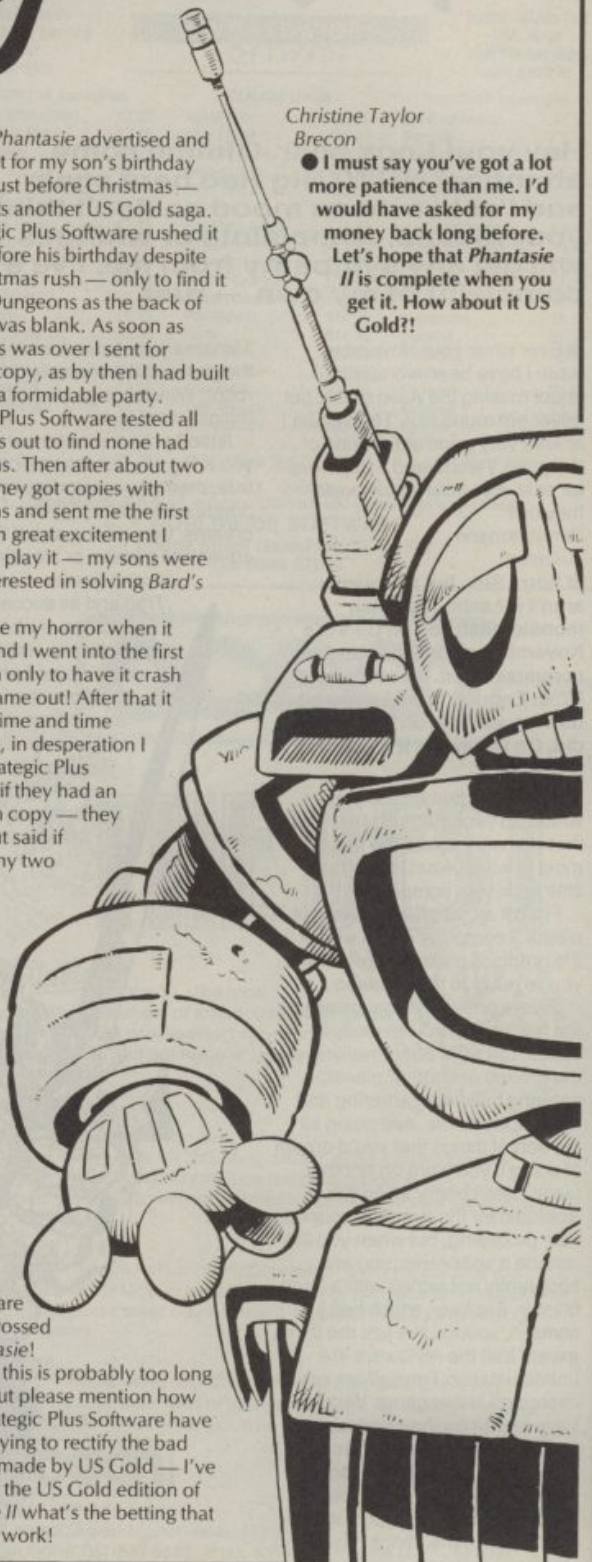 Phantasie advertised and
t for my son's birthday
ust before Christmas —
s another US Gold saga.
ic Plus Software rushed it
fore his birthday despite
tmas rush — only to find it
Dungeons as the back of
was blank. As soon as
s was over I sent for
copy, as by then I had built
a formidable party.
Plus Software tested all
s out to find none had
ns. Then after about two
hey got copies with
ns and sent me the first
n great excitement I
play it — my sons were
erested in solving Bard's
e my horror when it
nd I went into the first
n only to have it crash
ame out! After that it
ime and time
, in desperation I
ategic Plus
if they had an
n copy — they
ut said if
my two
are
rossed
asie!
this is probably too long
ut please mention how
tegic Plus Software have
ying to rectify the bad
made by US Gold — I've
the US Gold edition of
e II what's the betting that
work!
Christine Taylor
Brecon
● I must say you've got a lot
more patience than me. I'd
would have asked for my
money back long before.
Let's hope that Phantasie
II is complete when you
get it. How about it US
Gold?!